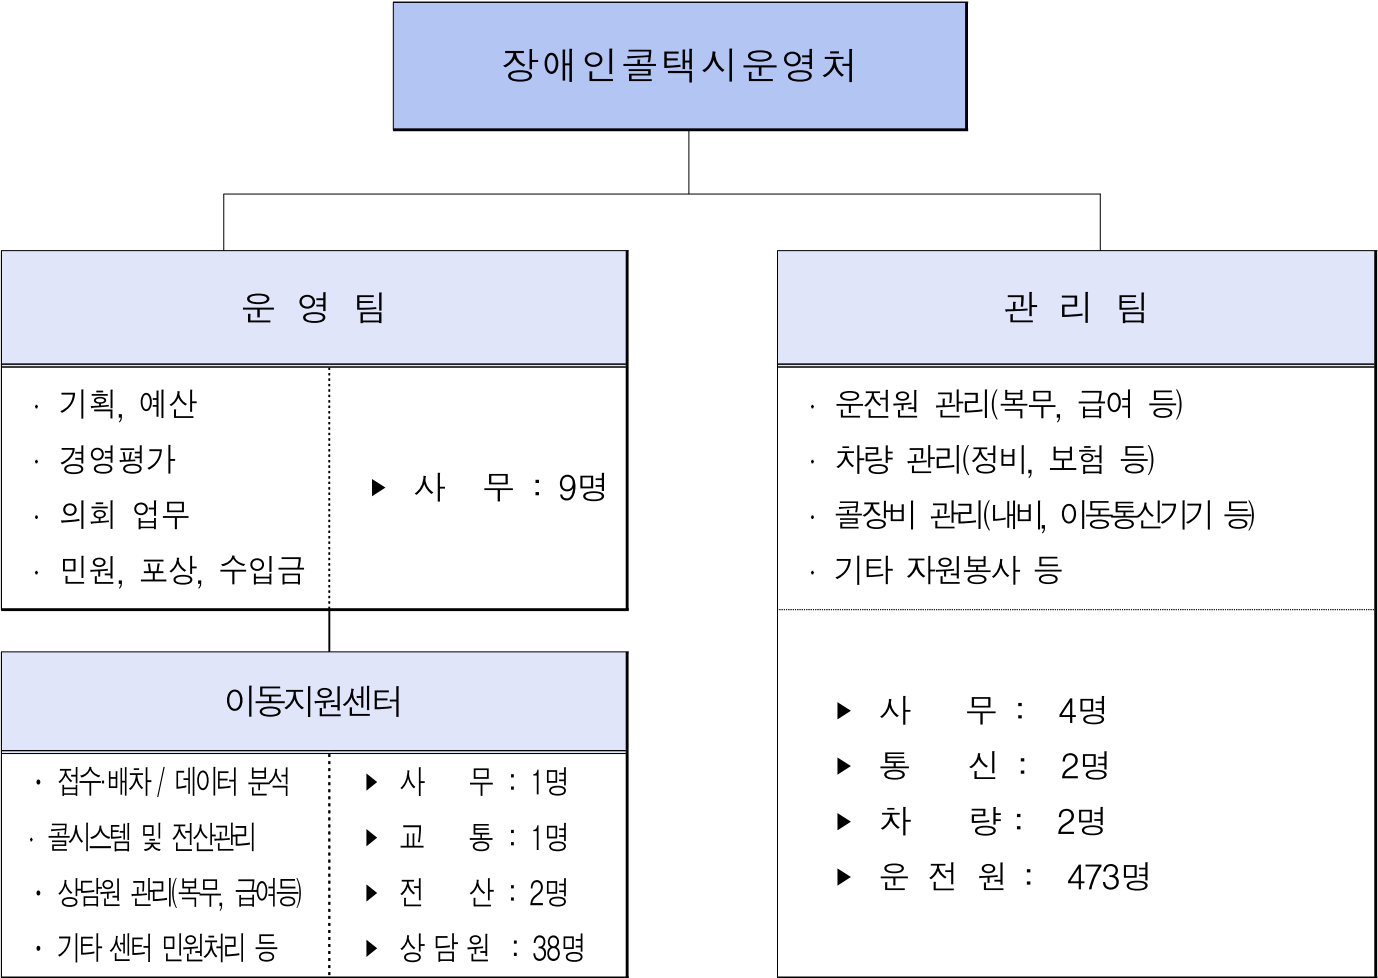 장애인콜택시운영처
운 영 팀
· 기획, 예산
· 경영평가
· 의회 업무
· 민원, 포상, 수입금
▶ 사 무 : 9명
이동지원센터
· 접수·배차 / 데이터 분석
· 콜시스템 및 전산관리
· 상담원 관리(복무, 급여등)
· 기타 센터 민원처리 등
▶ 사 무 : 1명
▶ 교 통 : 1명
▶ 전 산 : 2명
▶ 상 담 원 : 38명
관 리 팀
· 운전원 관리(복무, 급여 등)
· 차량 관리(정비, 보험 등)
· 콜장비 관리(내비, 이동통신기기 등)
· 기타 자원봉사 등
▶ 사 무 : 4명
▶ 통 신 : 2명
▶ 차 량 : 2명
▶ 운 전 원 : 473명